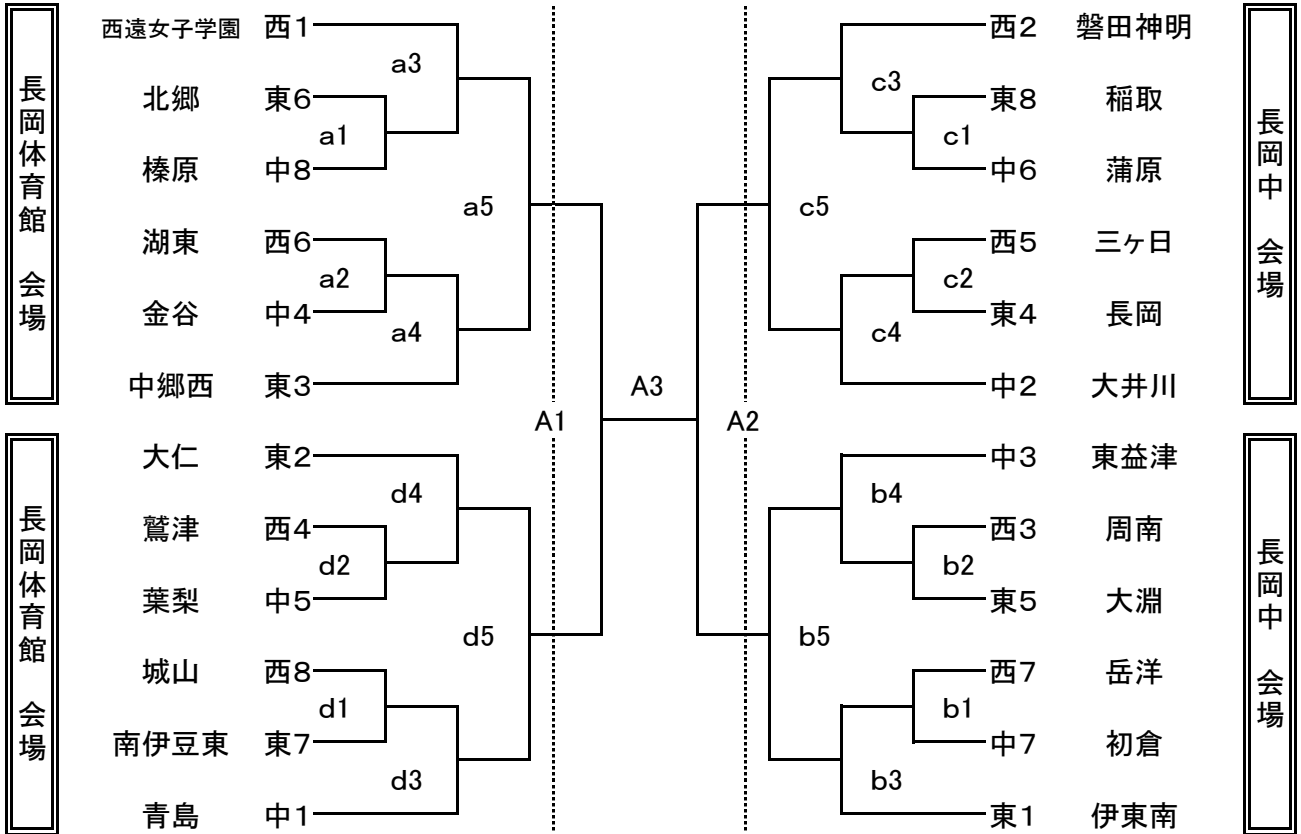 長岡体育館 会場
西遠女子学園 西1
a3
北郷 東6
a1
榛原 中8
a5
湖東 西6
a2
金谷 中4
a4
中郷西 東3
長岡体育館 会場
大仁 東2
d4
鷲津 西4
d2
葉梨 中5
d5
城山 西8
d1
南伊豆東 東7
d3
青島 中1
A1
A3
A2
西2 磐田神明
c3
東8 稲取
c1
中6 蒲原
c5
西5 三ヶ日
c2
東4 長岡
c4
中2 大井川
長岡中 会場
中3 東益津
b4
西3 周南
b2
東5 大淵
b5
西7 岳洋
b1
中7 初倉
b3
東1 伊東南
長岡中 会場